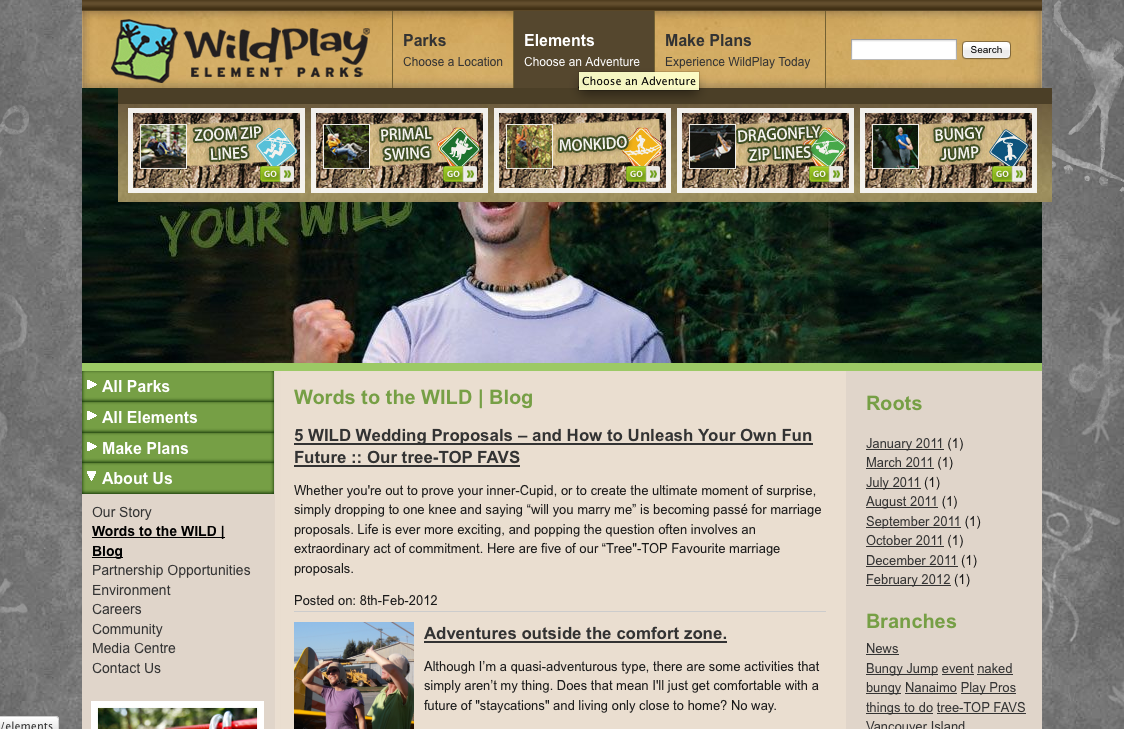 WildPlay
ELEMENT PARKS
Parks
Choose a Location
Elements
Choose an Adventure
Make Plans
Experience WildPlay Today
Search
Choose an Adventure
ZOOM ZIP
LINES
GO »
PRIMAL
SWING
GO »
MONKIDO
GO »
DRAGONFLY
ZIP LINES
GO »
BUNGY
JUMP
GO »
YOUR WILD
All Parks
All Elements
Make Plans
About Us
Our Story
Words to the WILD |
Blog
Partnership Opportunities
Environment
Careers
Community
Media Centre
Contact Us
Words to the WILD | Blog
5 WILD Wedding Proposals – and How to Unleash Your Own Fun
Future :: Our tree-TOP FAVS
Whether you're out to prove your inner-Cupid, or to create the ultimate moment of surprise,
simply dropping to one knee and saying “will you marry me” is becoming passé for marriage
proposals. Life is ever more exciting, and popping the question often involves an
extraordinary act of commitment. Here are five of our “Tree"-TOP Favourite marriage
proposals.
Posted on: 8th-Feb-2012
Adventures outside the comfort zone.
Although I’m a quasi-adventurous type, there are some activities that
simply aren’t my thing. Does that mean I'll just get comfortable with a
future of "staycations" and living only close to home? No way.
Roots
January 2011 (1)
March 2011 (1)
July 2011 (1)
August 2011 (1)
September 2011 (1)
October 2011 (1)
December 2011 (1)
February 2012 (1)
Branches
News
Bungy Jump event naked
bungy Nanaimo Play Pros
things to do tree-TOP FAVS
Vancouver Island
/elements